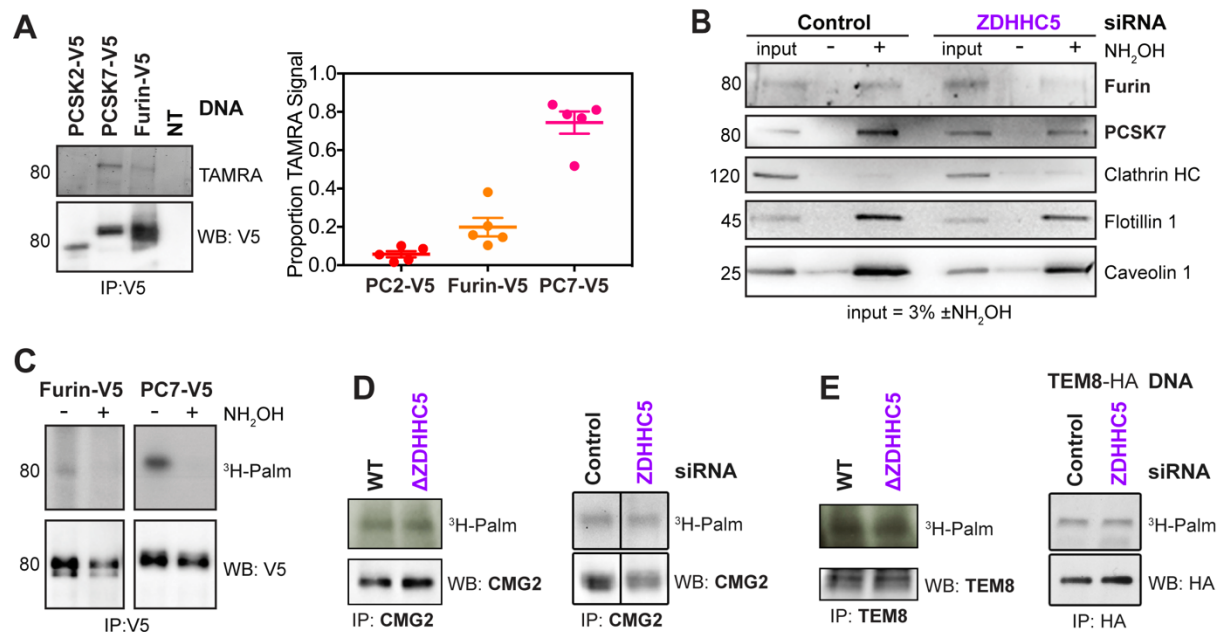 A
PCSK2-V5
PCSK7-V5
Furin-V5
NT
DNA
80
TAMRA
80
WB: V5
IP:V5
Proportion TAMRA Signal
1.0
0.8
0.6
0.4
0.2
0.0
PC2-V5 Furin-V5 PC7-V5
B
Control ZDHHC5 siRNA
input - + input - + NH₂OH
80 Furin
80 PCSK7
120 Clathrin HC
45 Flotillin 1
25 Caveolin 1
input = 3% ±NH₂OH
C
Furin-V5 PC7-V5
- + - + NH₂OH
80 ³H-Palm
80 WB: V5
IP:V5
D
WT
ΔZDHHC5
³H-Palm
WB: CMG2
IP: CMG2
Control
ZDHHC5
siRNA
³H-Palm
WB: CMG2
IP: CMG2
E
WT
ΔZDHHC5
³H-Palm
WB: TEM8
IP: TEM8
TEM8-HA DNA
Control
ZDHHC5
siRNA
³H-Palm
WB: HA
IP: HA